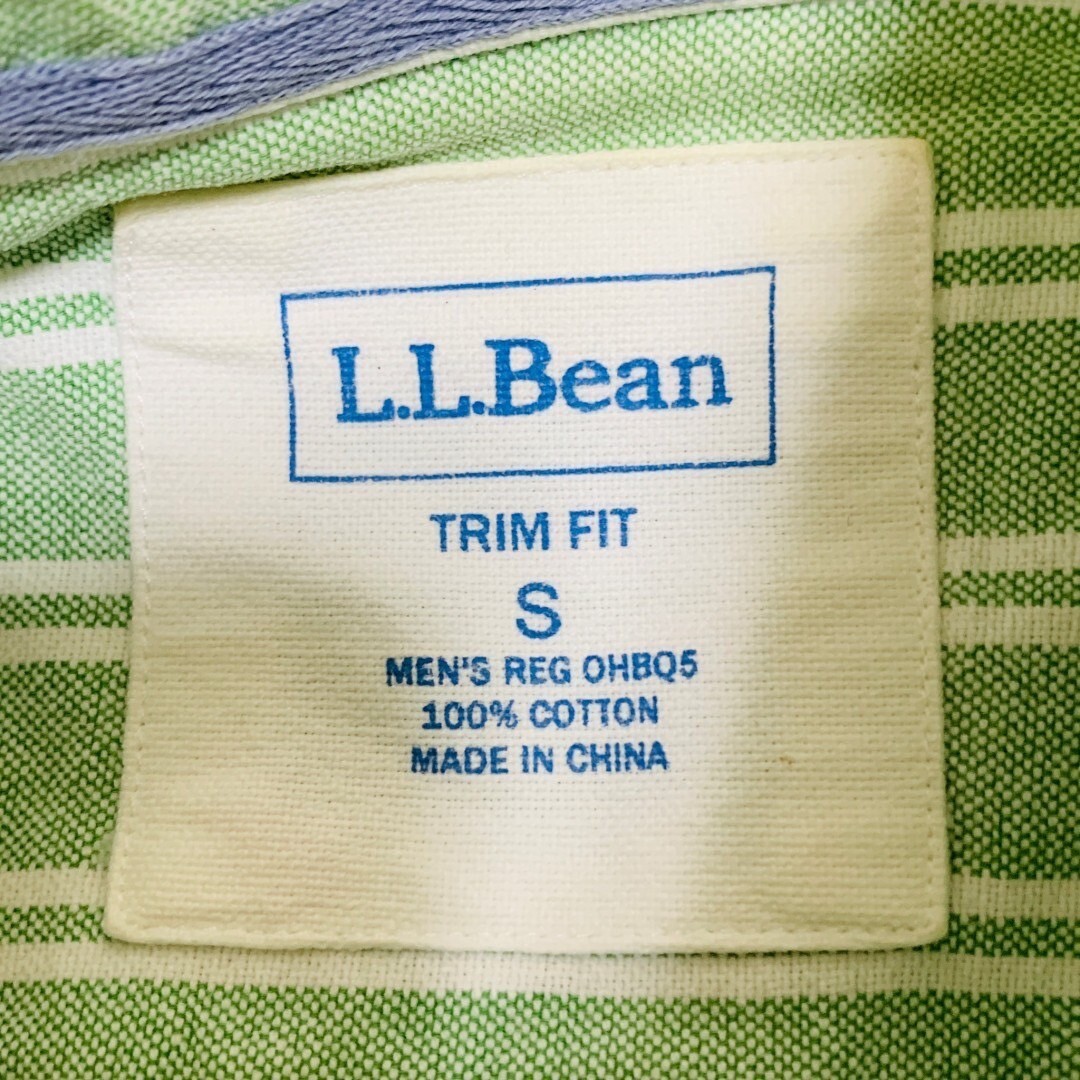 L.L.Bean
TRIM FIT
S
MEN'S REG OHBQ5
100% COTTON
MADE IN CHINA